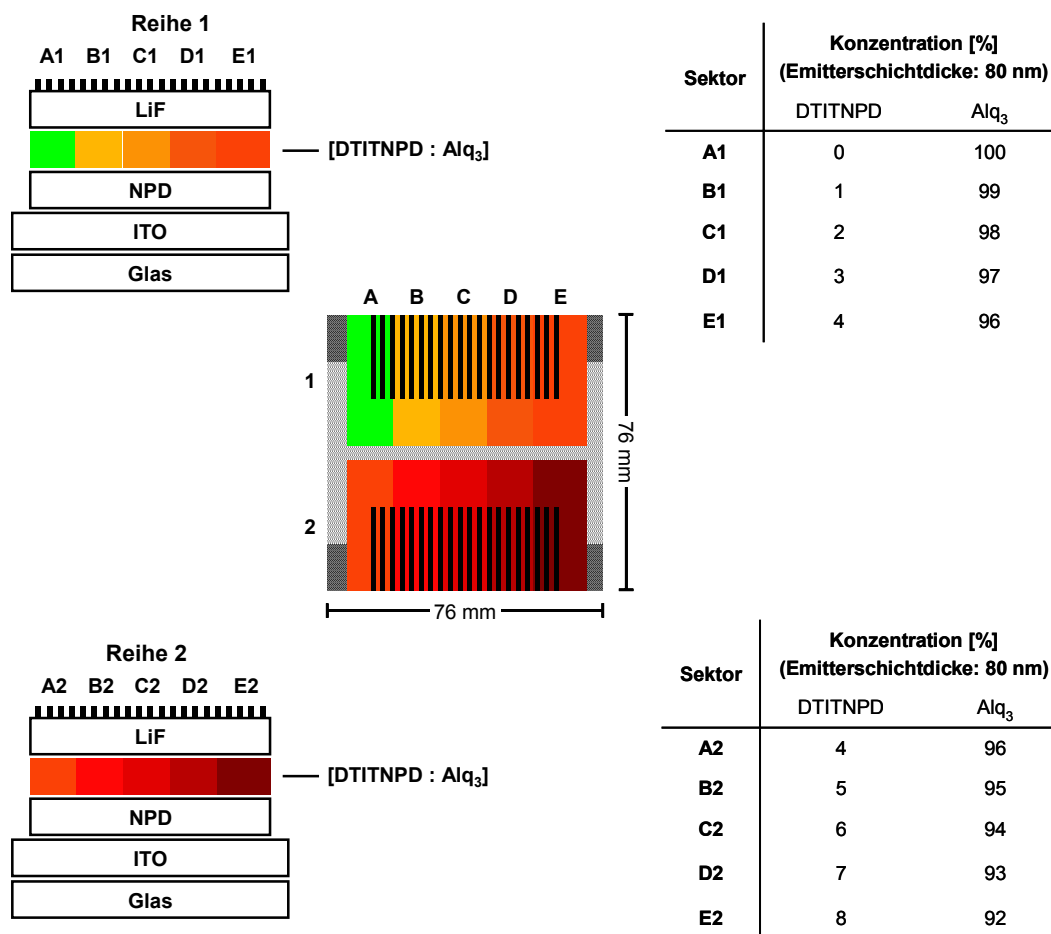 Reihe 1
A1 B1 C1 D1 E1
LiF
[DTITNPD : Alq₃]
NPD
ITO
Glas
Sektor
Konzentration [%]
(Emitterschichtdicke: 80 nm)
DTITNPD Alq₃
A1 0 100
B1 1 99
C1 2 98
D1 3 97
E1 4 96
A B C D E
1
2
76 mm
76 mm
Reihe 2
A2 B2 C2 D2 E2
LiF
[DTITNPD : Alq₃]
NPD
ITO
Glas
Sektor
Konzentration [%]
(Emitterschichtdicke: 80 nm)
DTITNPD Alq₃
A2 4 96
B2 5 95
C2 6 94
D2 7 93
E2 8 92